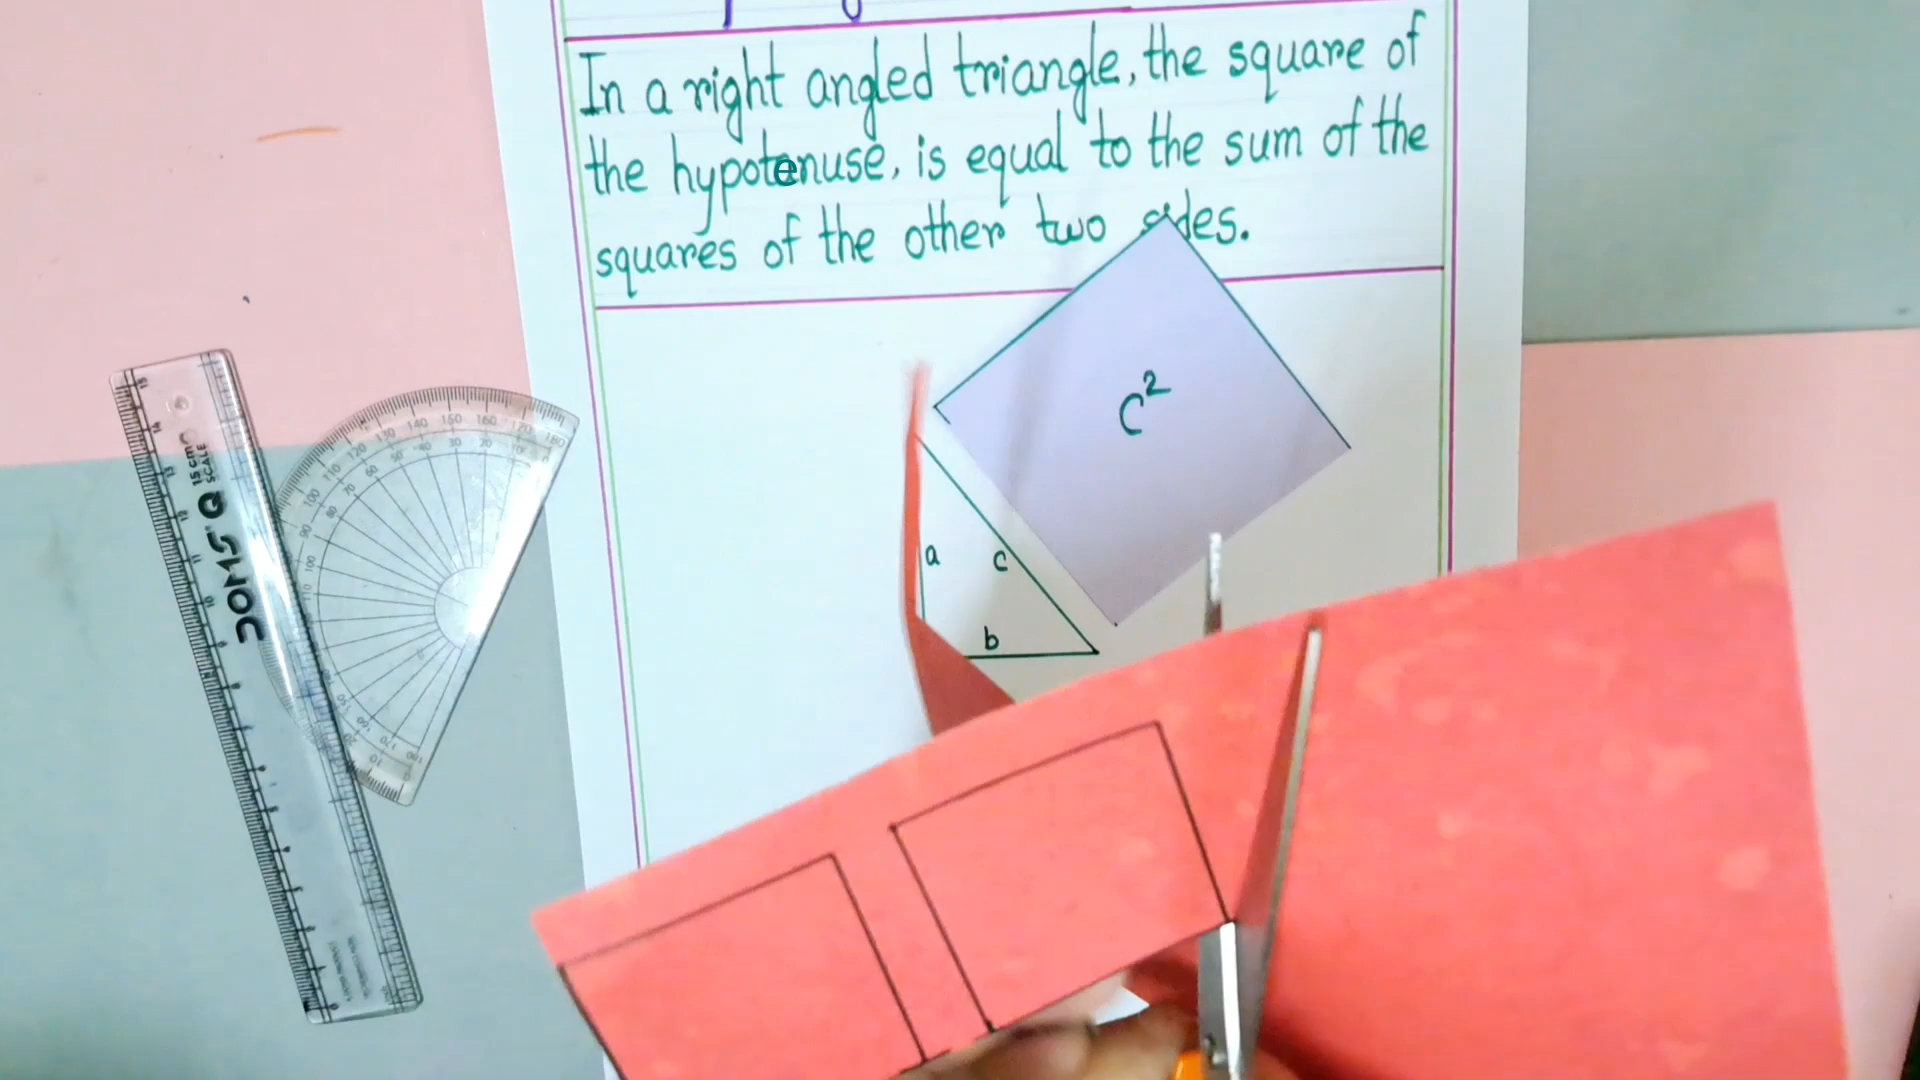 In a right angled triangle, the square of
the hypotenuse, is equal to the sum of the
squares of the other two sides.
c²
a
c
b
DOMS Q 15 cm SCALE